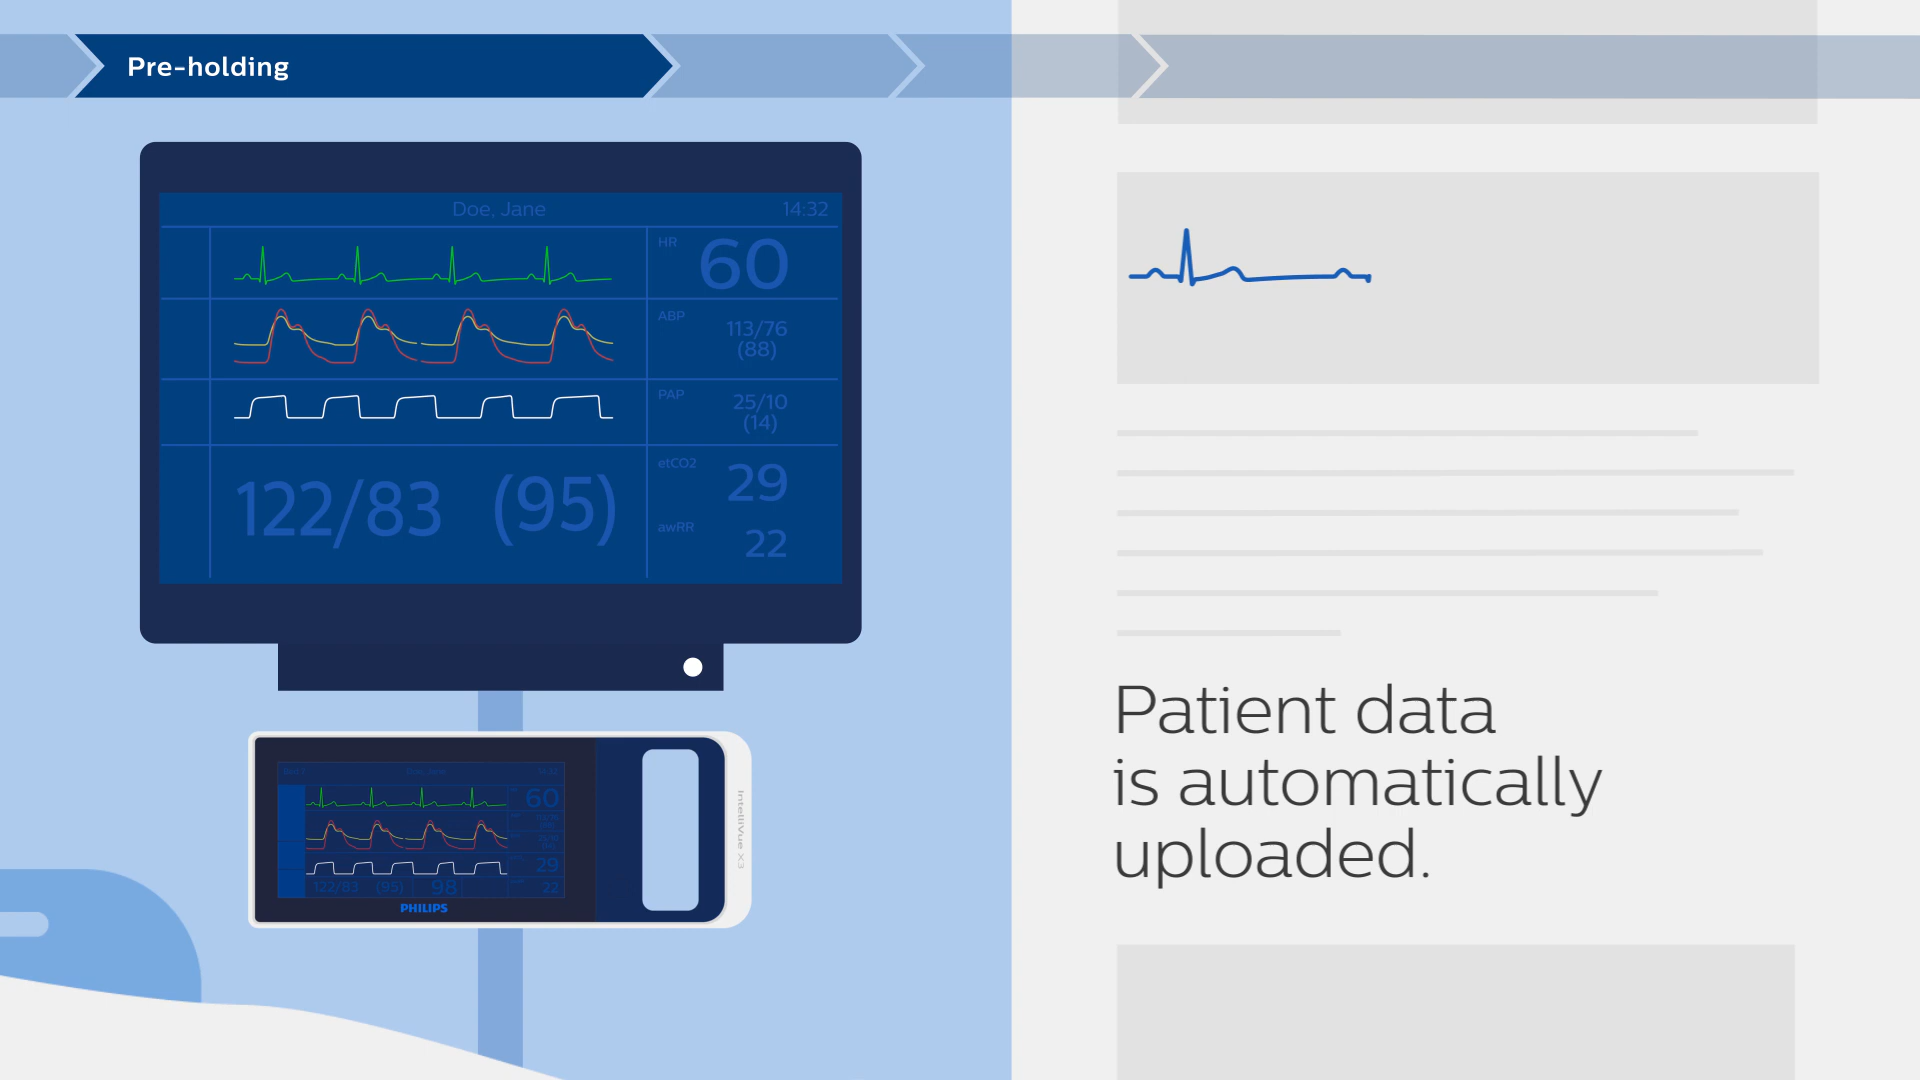 Pre-holding
Doe, Jane 14:32
HR 60
ABP 113/76
(88)
PAP 25/10
(14)
122/83 (95)
etCO2 29
awRR 22
60
29
122/83 (95) 98 22
PHILIPS
IntelliVue X3
Patient data
is automatically
uploaded.